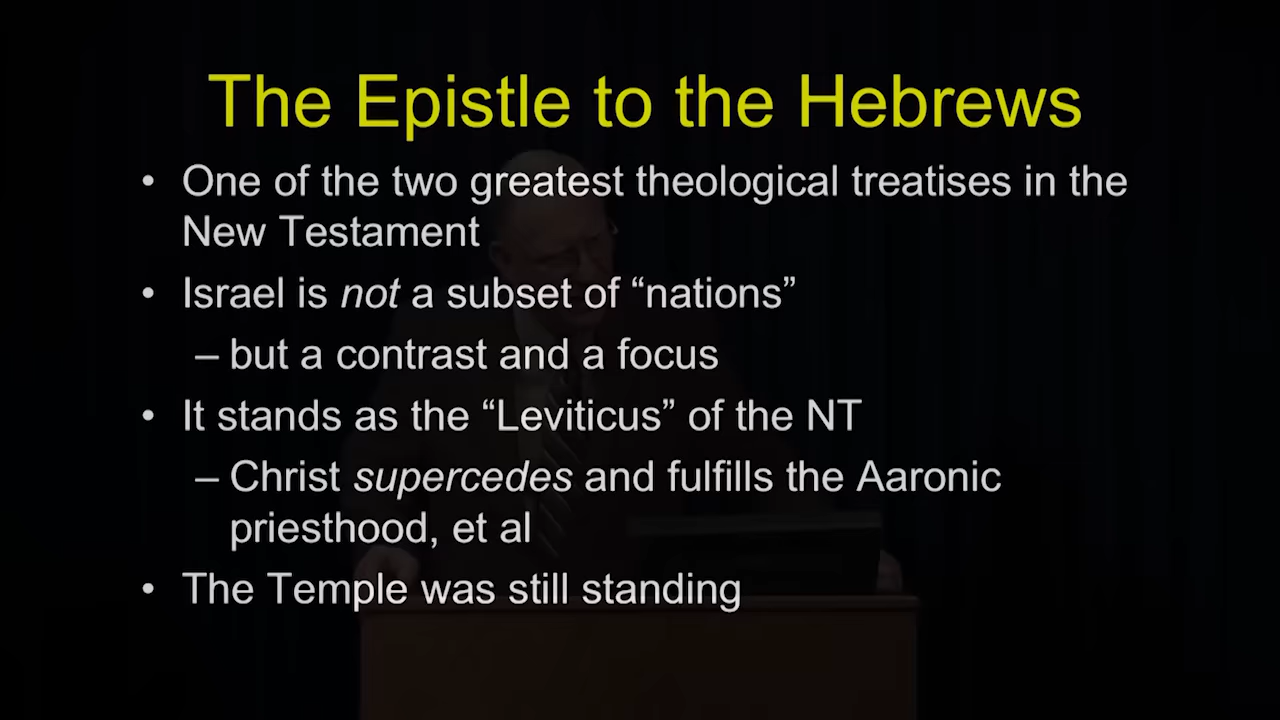 The Epistle to the Hebrews
• One of the two greatest theological treatises in the
New Testament
• Israel is not a subset of “nations”
– but a contrast and a focus
• It stands as the “Leviticus” of the NT
– Christ supercedes and fulfills the Aaronic
priesthood, et al
• The Temple was still standing